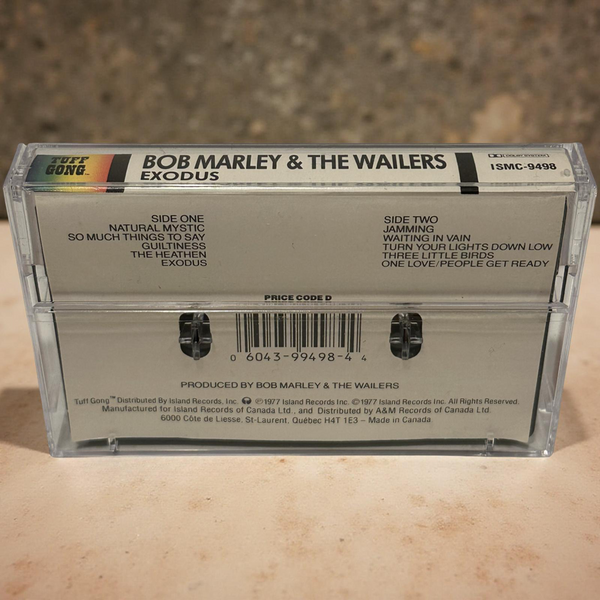 TUFF
GONG™
BOB MARLEY & THE WAILERS
EXODUS
DOLBY SYSTEM
ISMC-9498
SIDE ONE
NATURAL MYSTIC
SO MUCH THINGS TO SAY
GUILTINESS
THE HEATHEN
EXODUS
SIDE TWO
JAMMING
WAITING IN VAIN
TURN YOUR LIGHTS DOWN LOW
THREE LITTLE BIRDS
ONE LOVE/PEOPLE GET READY
PRICE CODE D
0 6043-99498-4 4
PRODUCED BY BOB MARLEY & THE WAILERS
Tuff Gong™ Distributed By Island Records, Inc. ℗1977 Island Records Inc. ©1977 Island Records Inc. All Rights Reserved.
Manufactured for Island Records of Canada Ltd., and Distributed by A&M Records of Canada Ltd.
6000 Côte de Liesse, St-Laurent, Québec H4T 1E3 – Made in Canada